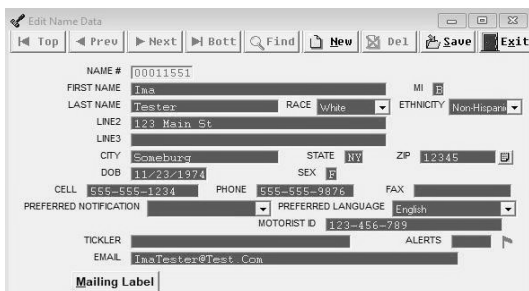 Edit Name Data
Top Prev Next Bott Find New Del Save Exit
NAME # 00011551
FIRST NAME Ima MI B
LAST NAME Tester RACE White ETHNICITY Non-Hispani
LINE2 123 Main St
LINE3
CITY Someburg STATE NY ZIP 12345
DOB 11/23/1974 SEX F
CELL 555-555-1234 PHONE 555-555-9876 FAX
PREFERRED NOTIFICATION PREFERRED LANGUAGE English
MOTORIST ID 123-456-789
TICKLER ALERTS
EMAIL ImaTester@Test.Com
Mailing Label